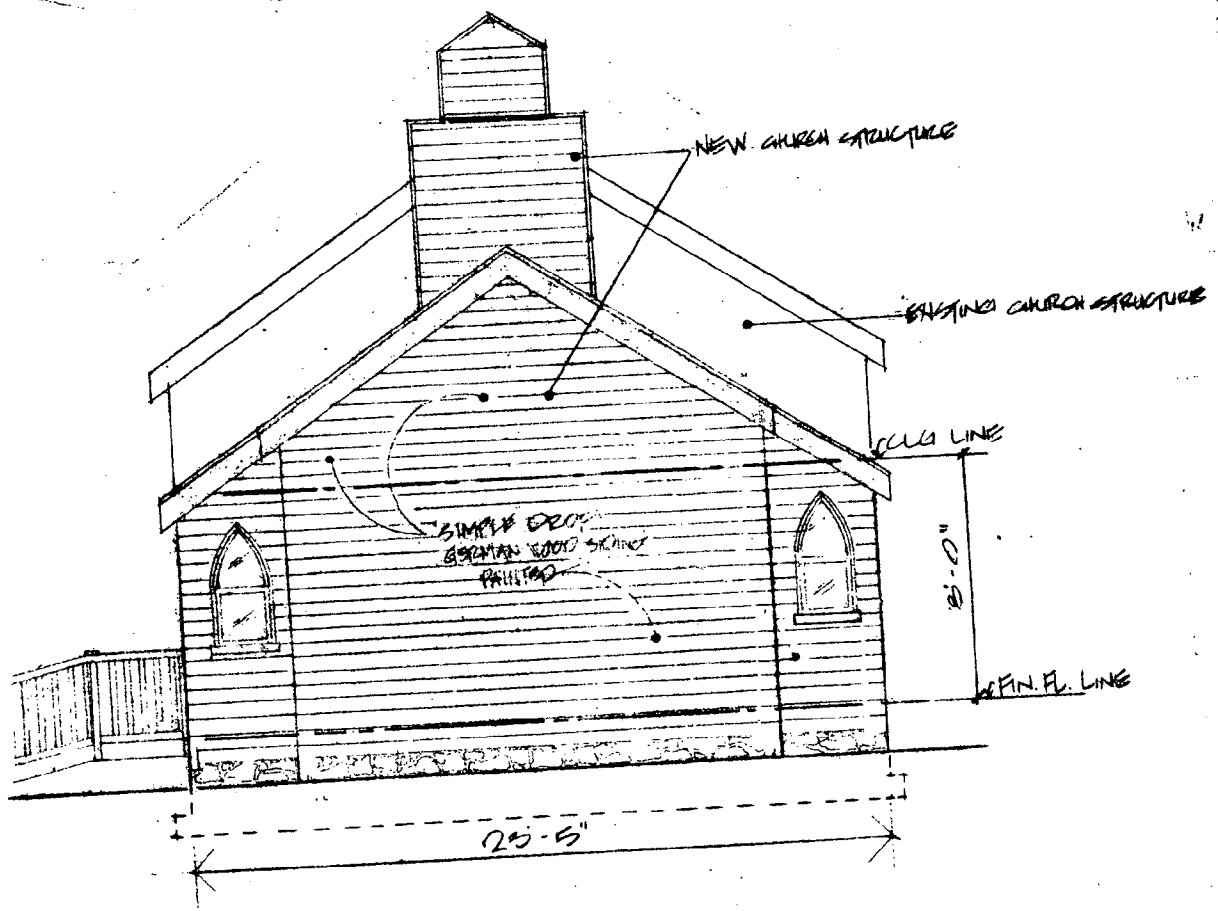 NEW CHURCH STRUCTURE
EXISTING CHURCH STRUCTURE
CLG LINE
SIMPLE DROP
GERMAN WOOD SIDING
PAINTED
8'-0"
FIN. FL. LINE
23'-5"